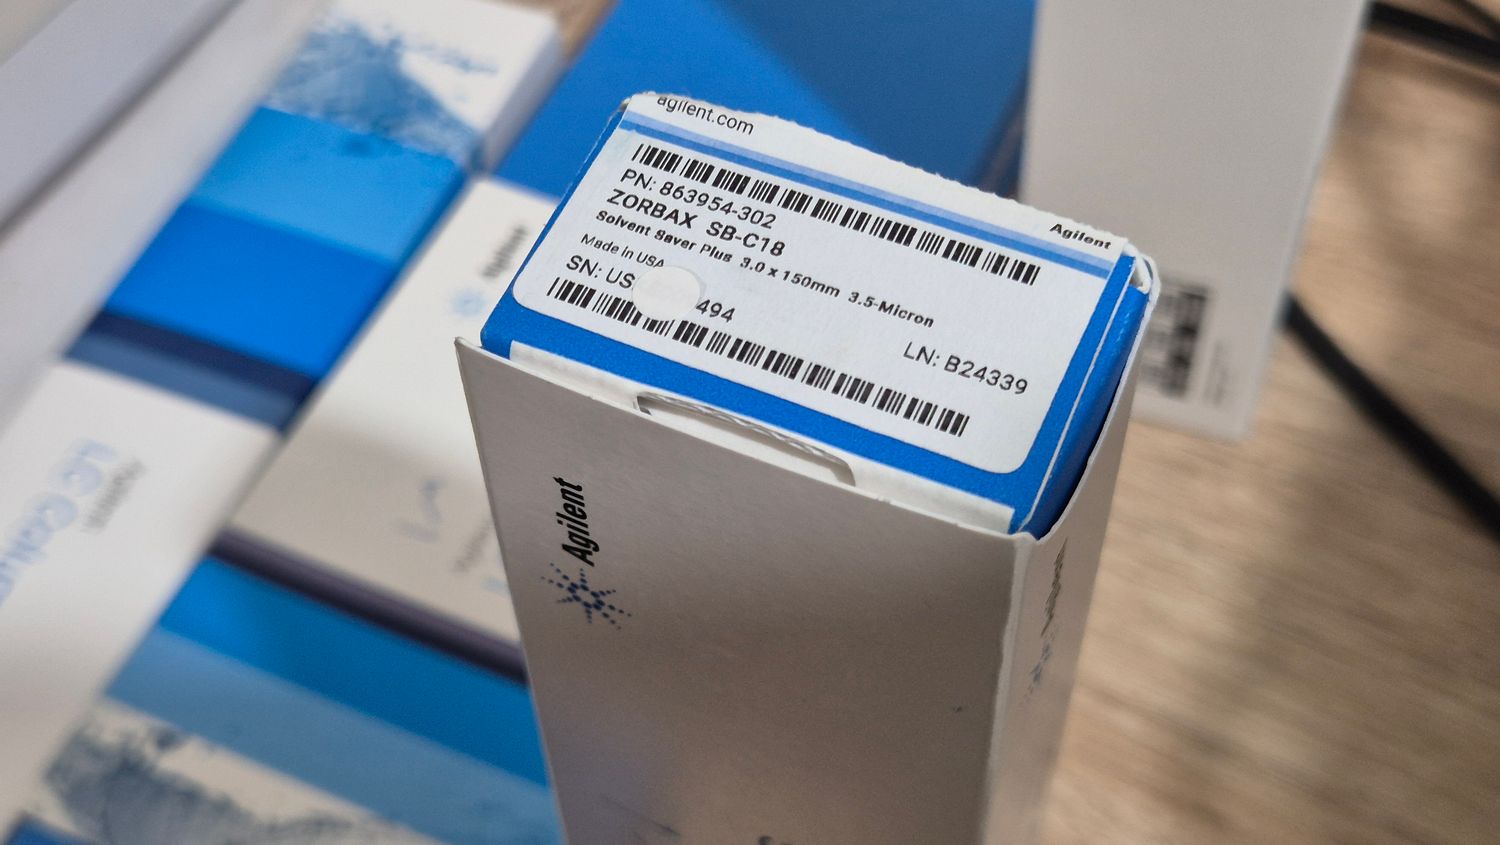 agilent.com
Agilent
PN: 863954-302
ZORBAX SB-C18
Solvent Saver Plus 3.0 x 150mm 3.5-Micron
Made in USA
SN: US 494
LN: B24339
Agilent
Agilent